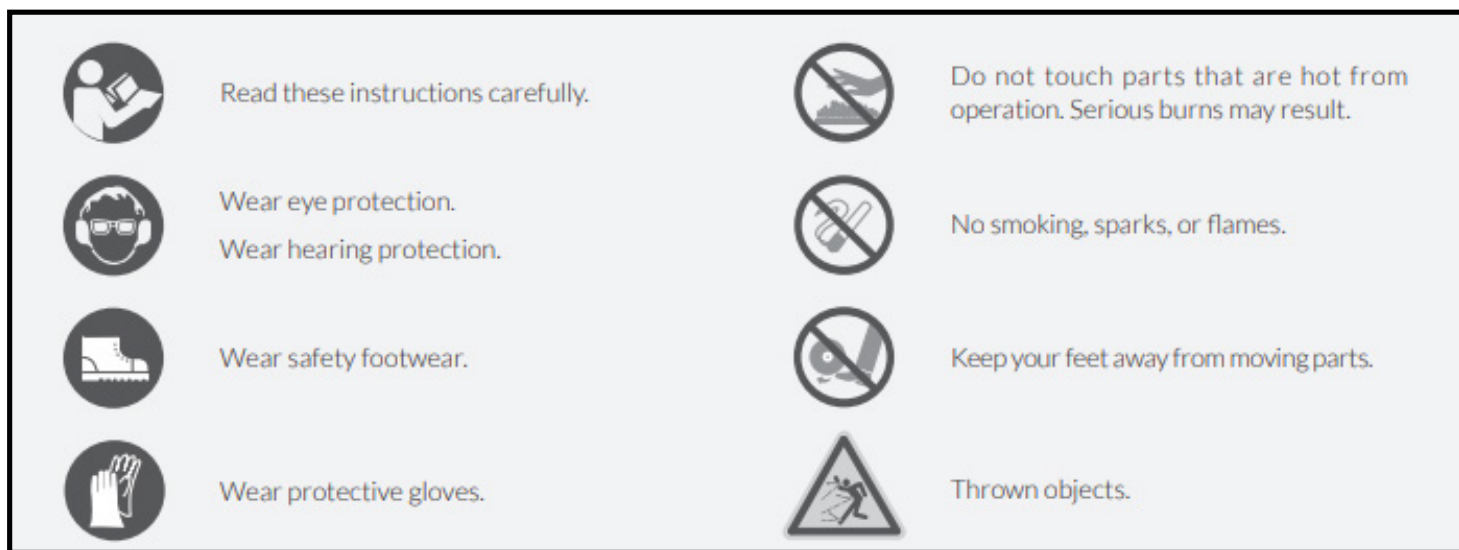 Read these instructions carefully.
Wear eye protection.
Wear hearing protection.
Wear safety footwear.
Wear protective gloves.
Do not touch parts that are hot from
operation. Serious burns may result.
No smoking, sparks, or flames.
Keep your feet away from moving parts.
Thrown objects.